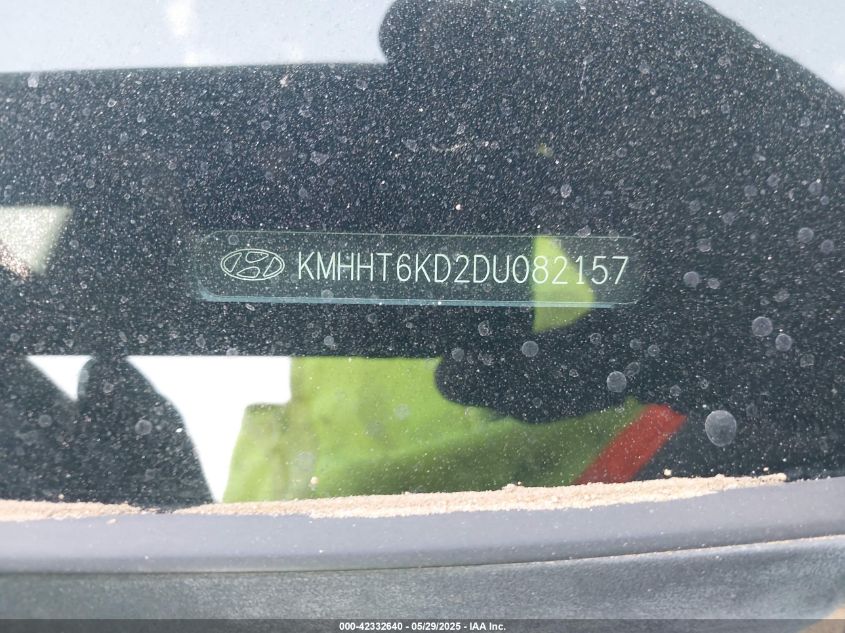 KMHHT6KD2DU082157
000-42332640 - 05/29/2025 - IAA Inc.